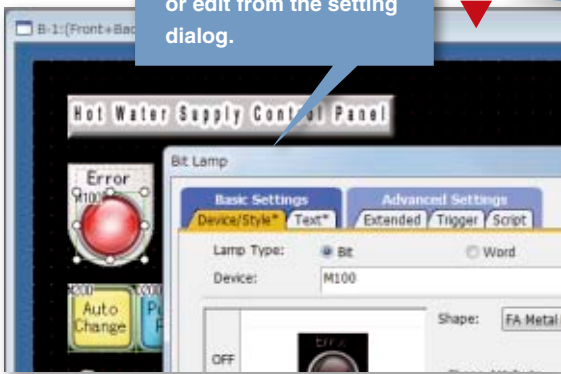 or edit from the setting
dialog.
B-1:(Front+Bac
Hot Water Supply Control Panel
Bit Lamp
Error
M100
Basic Settings
Advanced Settings
Device/Style*
Text*
Extended
Trigger
Script
Lamp Type:
Bit
Word
Device:
M100
Auto
Change
Shape:
FA Metal
OFF
Error